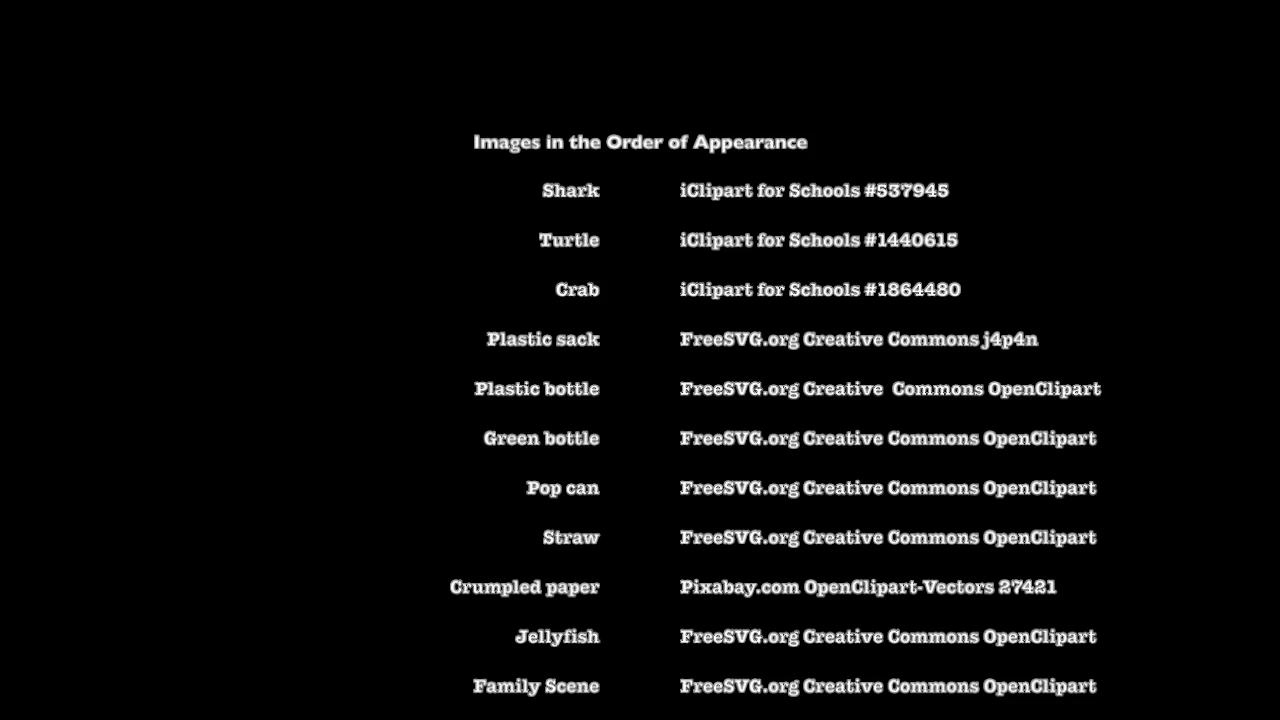 Images in the Order of Appearance
Shark iClipart for Schools #537945
Turtle iClipart for Schools #1440615
Crab iClipart for Schools #1864480
Plastic sack FreeSVG.org Creative Commons j4p4n
Plastic bottle FreeSVG.org Creative  Commons OpenClipart
Green bottle FreeSVG.org Creative Commons OpenClipart
Pop can FreeSVG.org Creative Commons OpenClipart
Straw FreeSVG.org Creative Commons OpenClipart
Crumpled paper Pixabay.com OpenClipart-Vectors 27421
Jellyfish FreeSVG.org Creative Commons OpenClipart
Family Scene FreeSVG.org Creative Commons OpenClipart